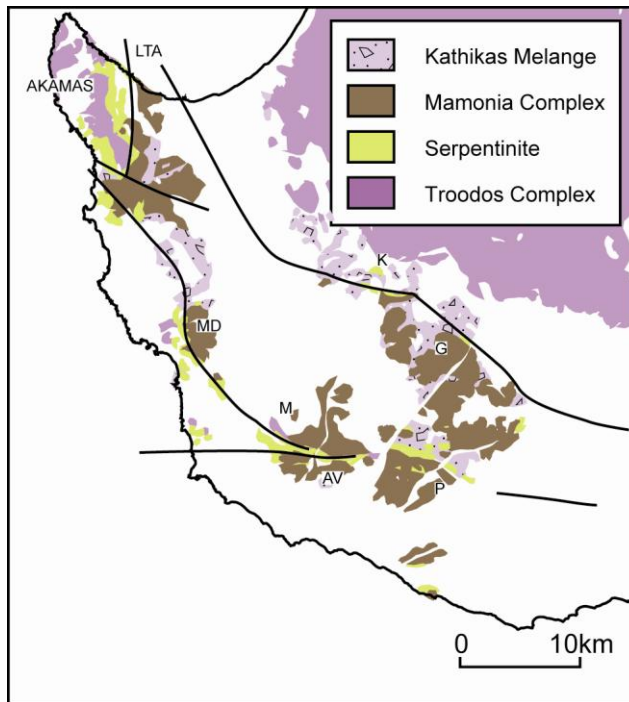 LTA
AKAMAS
Kathikas Melange
Mamonia Complex
Serpentinite
Troodos Complex
K
MD
G
M
AV
P
0 10km